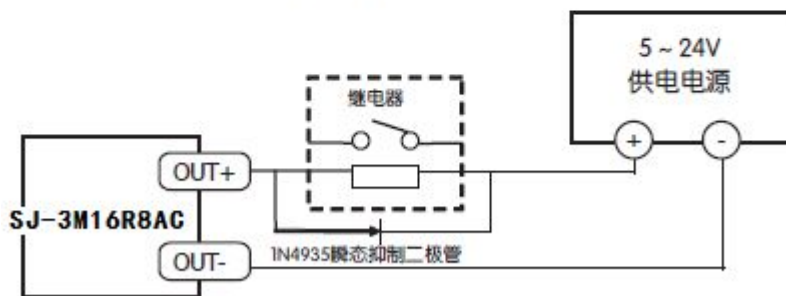 5～24V
供电电源
继电器
+
-
OUT+
SJ-3M16R8AC
OUT-
1N4935瞬态抑制二极管